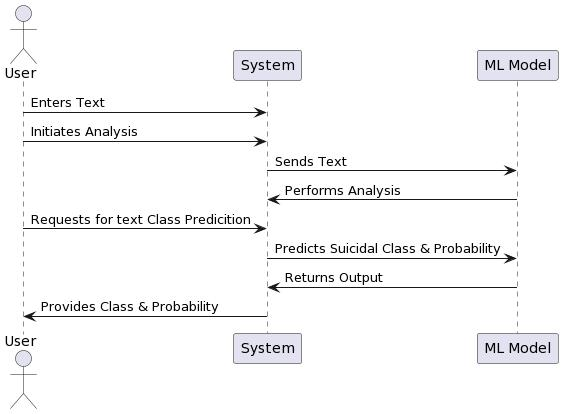 User
System
ML Model
Enters Text
Initiates Analysis
Sends Text
Performs Analysis
Requests for text Class Predicition
Predicts Suicidal Class & Probability
Returns Output
Provides Class & Probability
User
System
ML Model